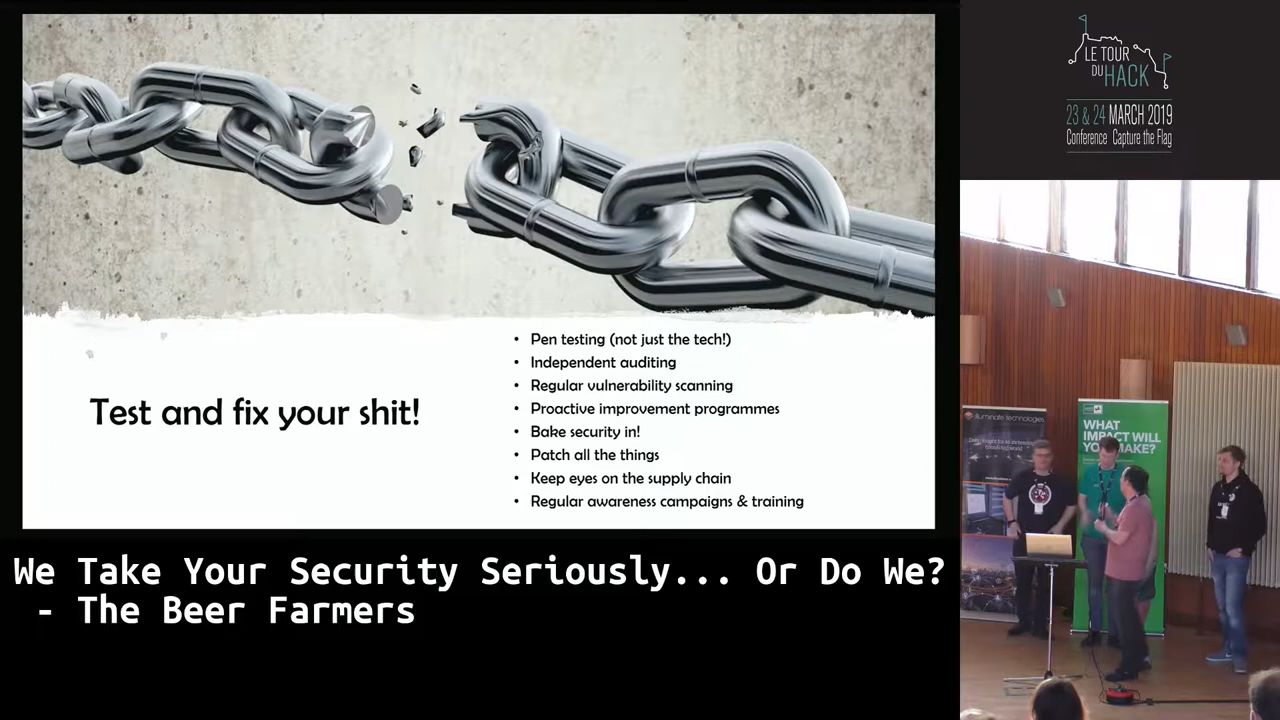 Test and fix your shit!
• Pen testing (not just the tech!)
• Independent auditing
• Regular vulnerability scanning
• Proactive improvement programmes
• Bake security in!
• Patch all the things
• Keep eyes on the supply chain
• Regular awareness campaigns & training
We Take Your Security Seriously... Or Do We?
- The Beer Farmers
LE TOUR
DU HACK
23 & 24 MARCH 2019
Conference Capture the Flag
illuminate technologies
WHAT
IMPACT WILL
YOU MAKE?